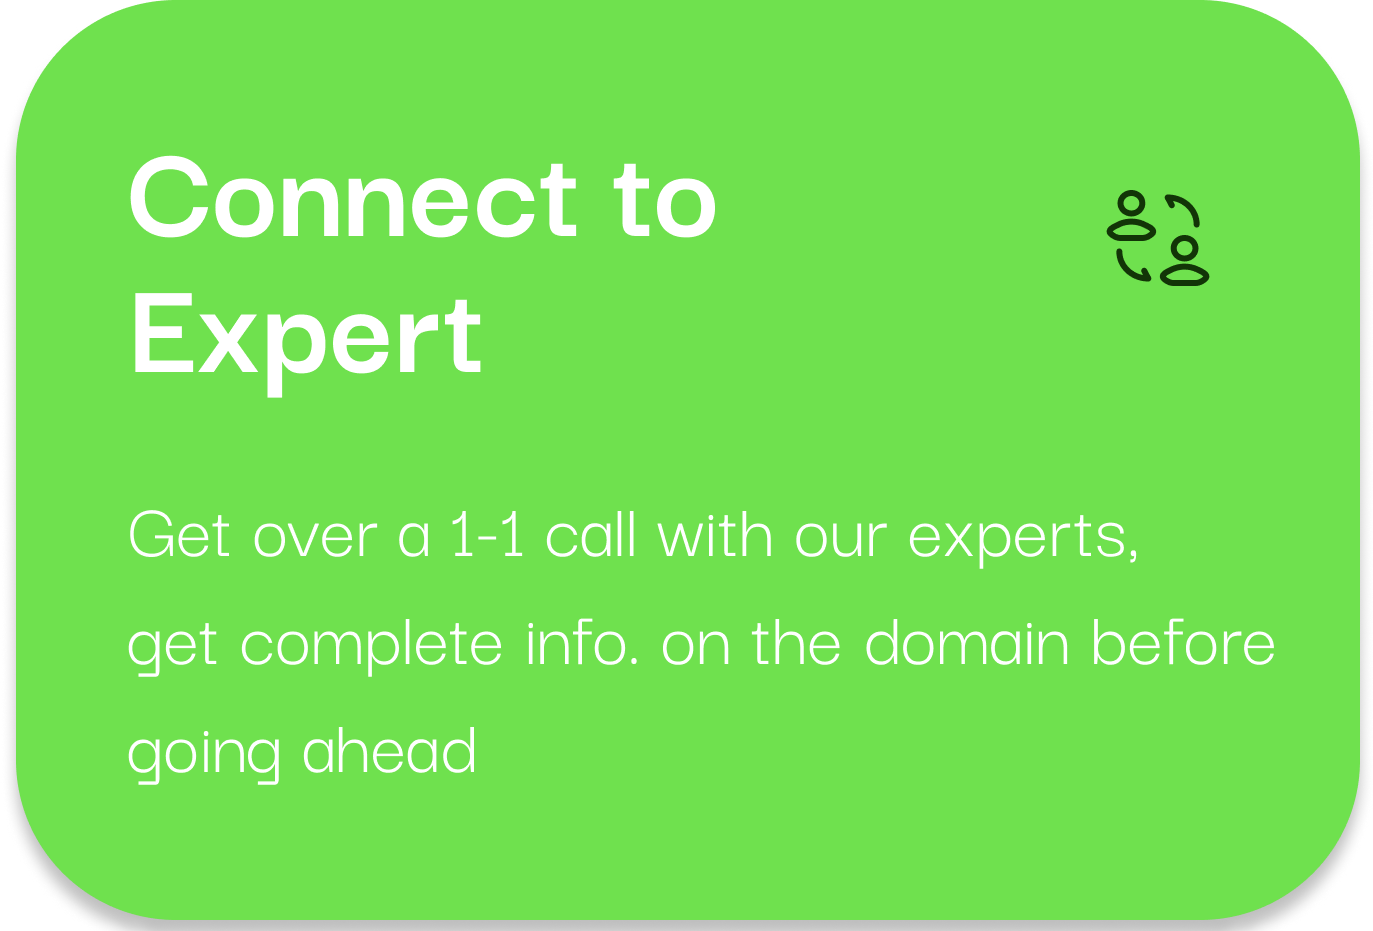 Connect to
Expert
Get over a 1-1 call with our experts,
get complete info. on the domain before
going ahead